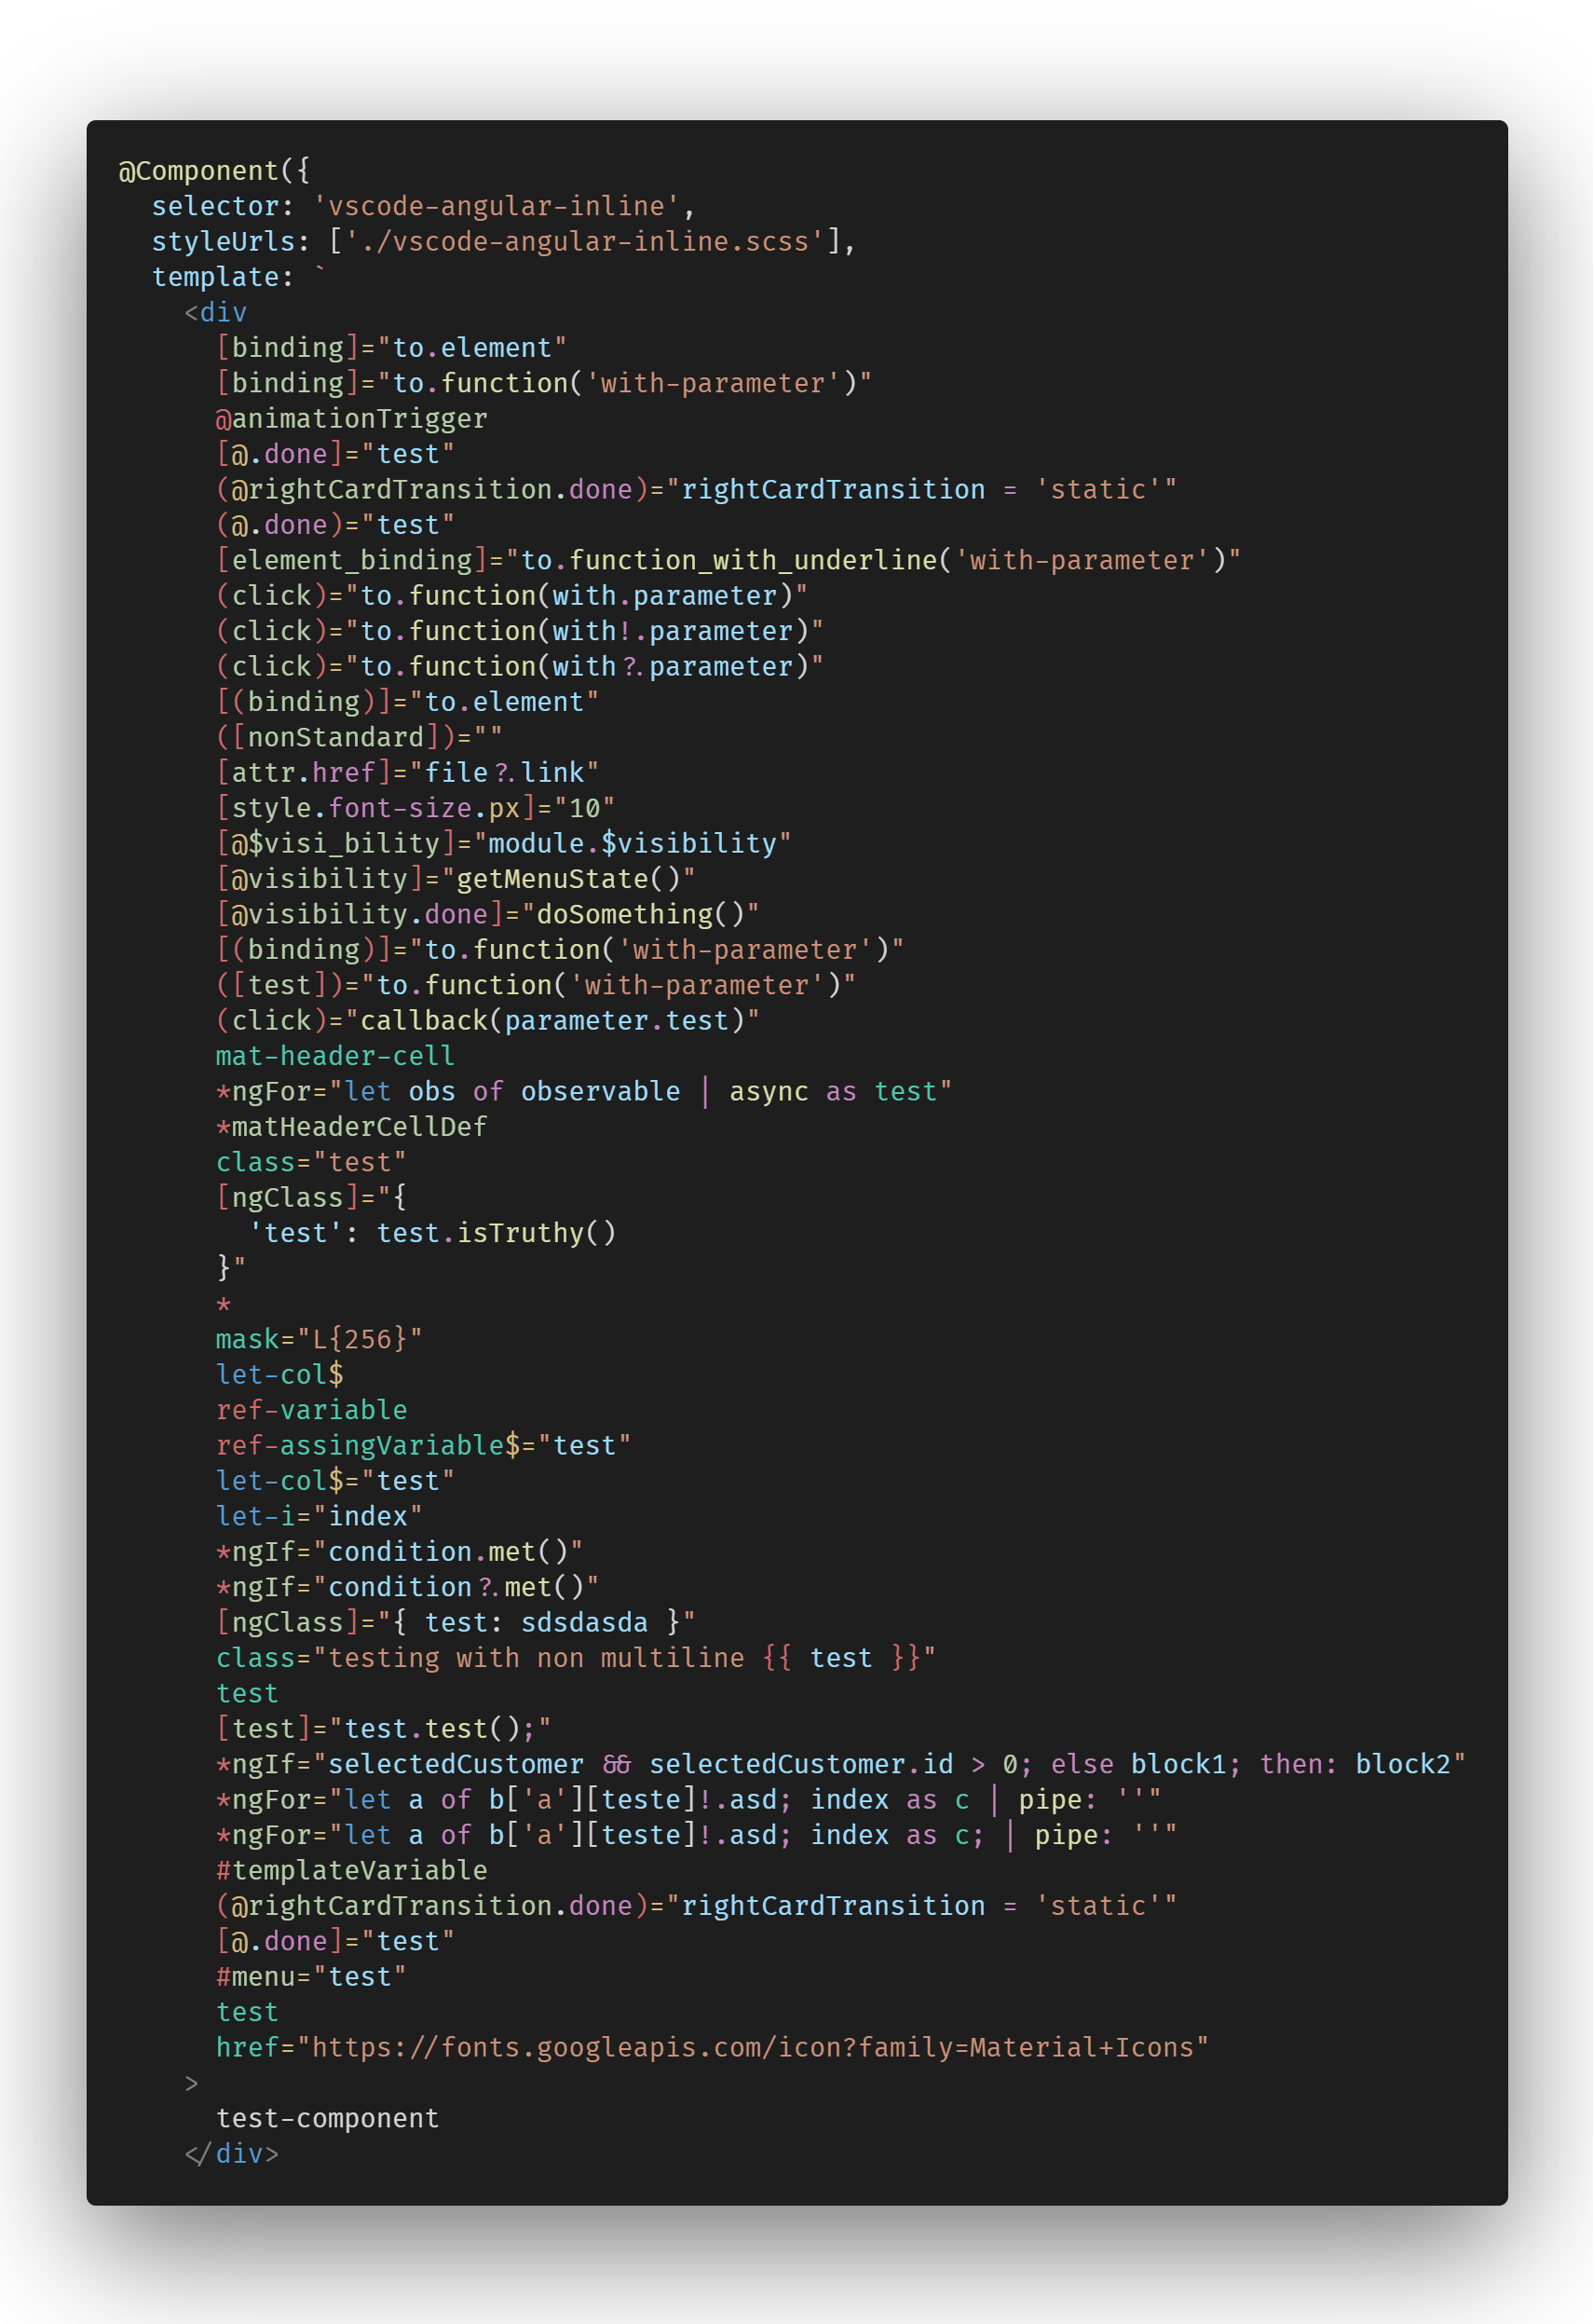 @Component({
  selector: 'vscode-angular-inline',
  styleUrls: ['./vscode-angular-inline.scss'],
  template: `
    <div
      [binding]="to.element"
      [binding]="to.function('with-parameter')"
      @animationTrigger
      [@.done]="test"
      (@rightCardTransition.done)="rightCardTransition = 'static'"
      (@.done)="test"
      [element_binding]="to.function_with_underline('with-parameter')"
      (click)="to.function(with.parameter)"
      (click)="to.function(with!.parameter)"
      (click)="to.function(with?.parameter)"
      [(binding)]="to.element"
      ([nonStandard])=""
      [attr.href]="file?.link"
      [style.font-size.px]="10"
      [@$visi_bility]="module.$visibility"
      [@visibility]="getMenuState()"
      [@visibility.done]="doSomething()"
      [(binding)]="to.function('with-parameter')"
      ([test])="to.function('with-parameter')"
      (click)="callback(parameter.test)"
      mat-header-cell
      *ngFor="let obs of observable | async as test"
      *matHeaderCellDef
      class="test"
      [ngClass]="{
        'test': test.isTruthy()
      }"
      *
      mask="L{256}"
      let-col$
      ref-variable
      ref-assingVariable$="test"
      let-col$="test"
      let-i="index"
      *ngIf="condition.met()"
      *ngIf="condition?.met()"
      [ngClass]="{ test: sdsdasda }"
      class="testing with non multiline {{ test }}"
      test
      [test]="test.test();"
      *ngIf="selectedCustomer && selectedCustomer.id > 0; else block1; then: block2"
      *ngFor="let a of b['a'][teste]!.asd; index as c | pipe: ''"
      *ngFor="let a of b['a'][teste]!.asd; index as c; | pipe: ''"
      #templateVariable
      (@rightCardTransition.done)="rightCardTransition = 'static'"
      [@.done]="test"
      #menu="test"
      test
      href="https://fonts.googleapis.com/icon?family=Material+Icons"
    >
      test-component
    </div>